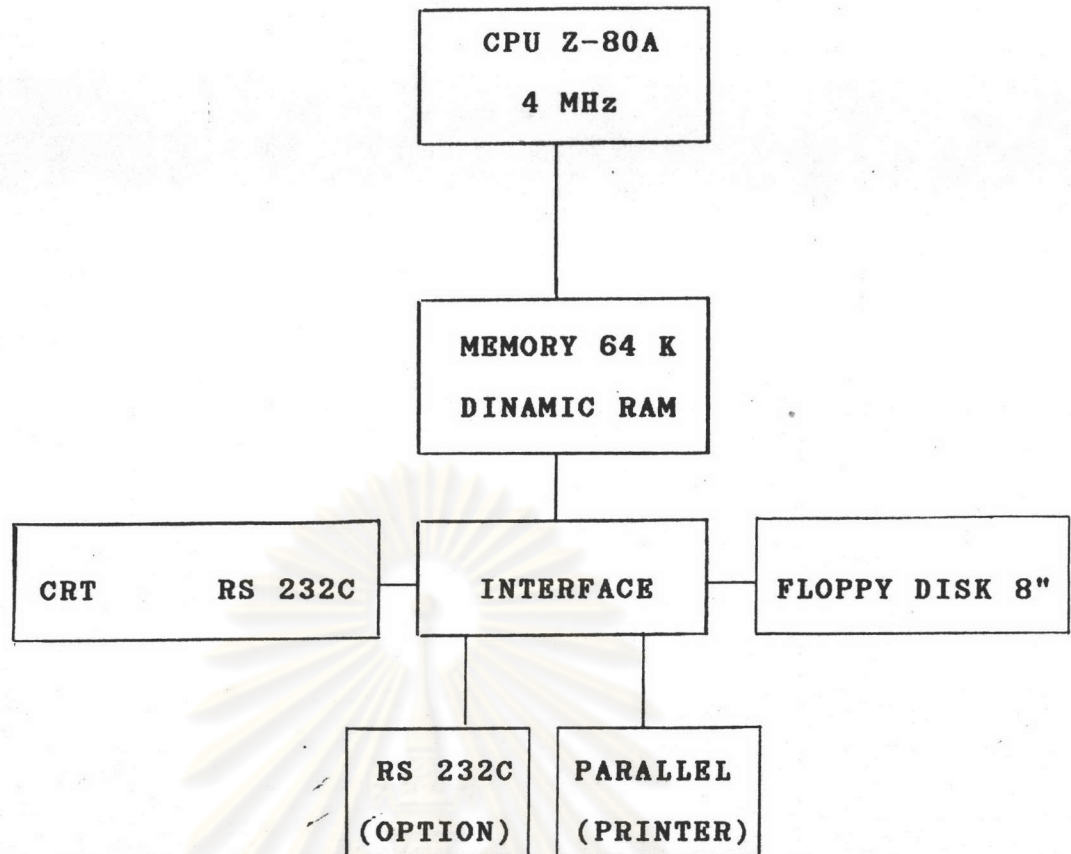 CPU Z-80A
4 MHz
MEMORY 64 K
DINAMIC RAM
CRT RS 232C
INTERFACE
FLOPPY DISK 8"
RS 232C
(OPTION)
PARALLEL
(PRINTER)